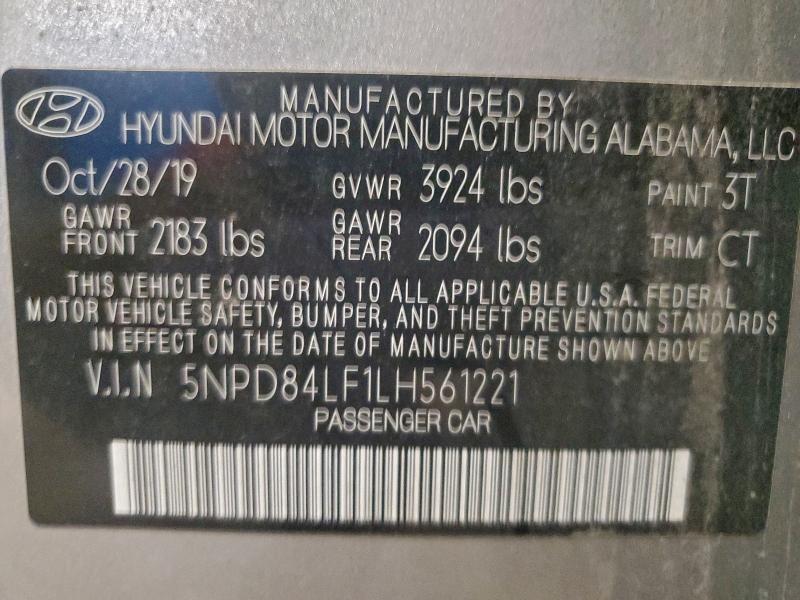 MANUFACTURED BY
HYUNDAI MOTOR MANUFACTURING ALABAMA, LLC
Oct/28/19 GVWR 3924 lbs PAINT 3T
GAWR FRONT 2183 lbs GAWR REAR 2094 lbs TRIM CT
THIS VEHICLE CONFORMS TO ALL APPLICABLE U.S.A. FEDERAL
MOTOR VEHICLE SAFETY, BUMPER, AND THEFT PREVENTION STANDARDS
IN EFFECT ON THE DATE OF MANUFACTURE SHOWN ABOVE
V.I.N 5NPD84LF1LH561221
PASSENGER CAR